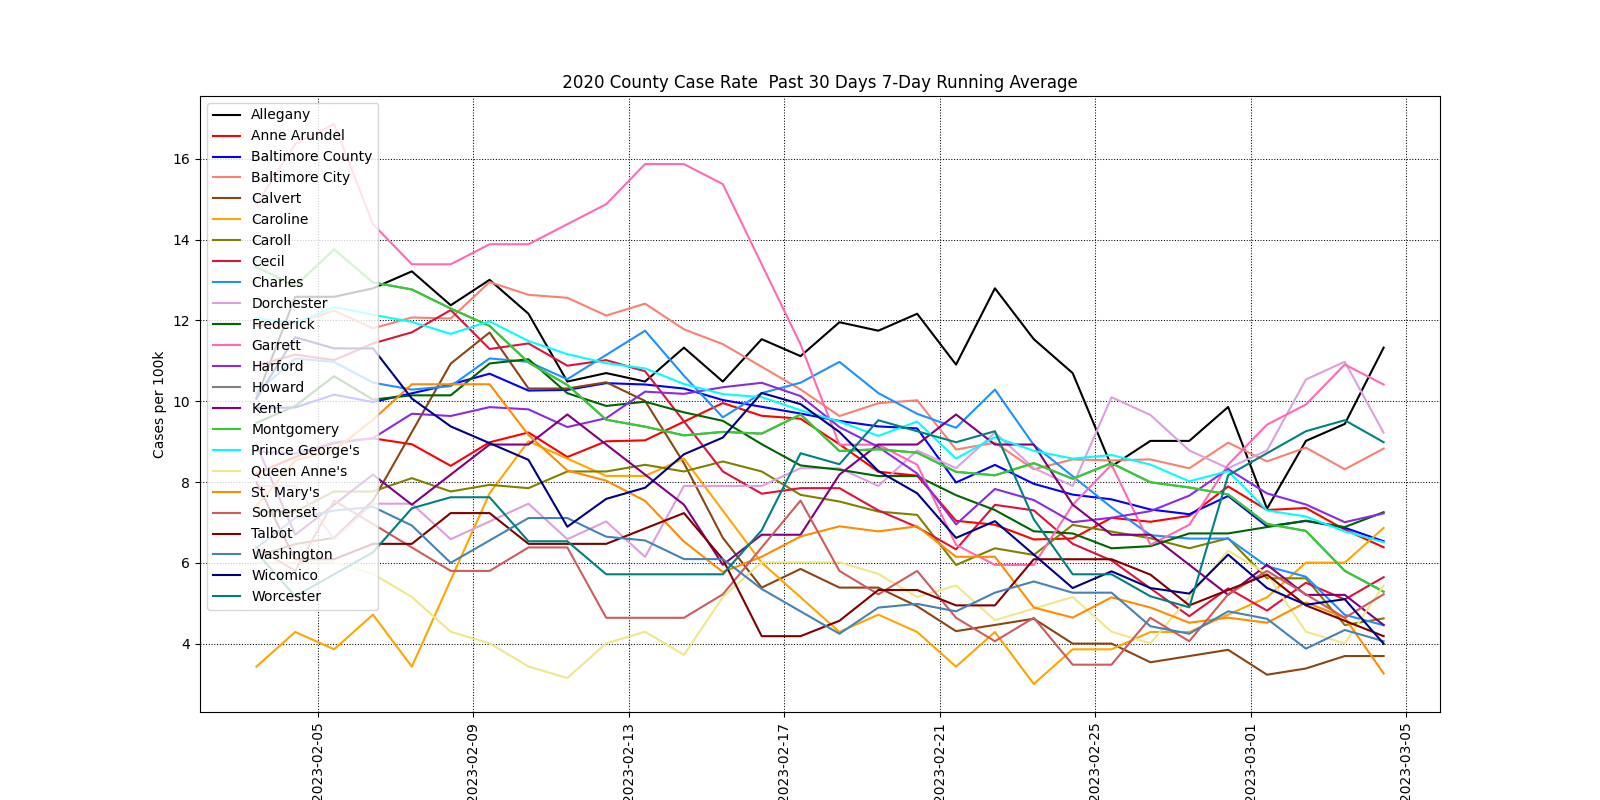 2020 County Case Rate  Past 30 Days 7-Day Running Average
Cases per 100k
16
14
12
10
8
6
4
Allegany
Anne Arundel
Baltimore County
Baltimore City
Calvert
Caroline
Caroll
Cecil
Charles
Dorchester
Frederick
Garrett
Harford
Howard
Kent
Montgomery
Prince George's
Queen Anne's
St. Mary's
Somerset
Talbot
Washington
Wicomico
Worcester
2023-02-05
2023-02-09
2023-02-13
2023-02-17
2023-02-21
2023-02-25
2023-03-01
2023-03-05